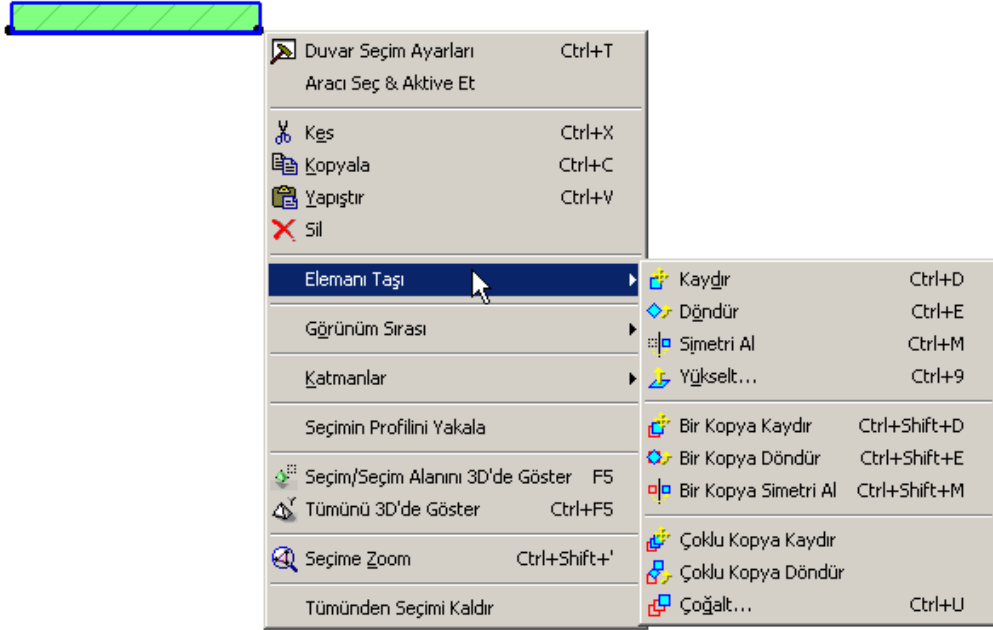 Duvar Seçim Ayarları Ctrl+T
Aracı Seç & Aktive Et
Kes Ctrl+X
Kopyala Ctrl+C
Yapıştır Ctrl+V
Sil
Elemanı Taşı
Görünüm Sırası
Katmanlar
Seçimin Profilini Yakala
Seçim/Seçim Alanını 3D'de Göster F5
Tümünü 3D'de Göster Ctrl+F5
Seçime Zoom Ctrl+Shift+'
Tümünden Seçimi Kaldır
Kaydır Ctrl+D
Döndür Ctrl+E
Simetri Al Ctrl+M
Yükselt... Ctrl+9
Bir Kopya Kaydır Ctrl+Shift+D
Bir Kopya Döndür Ctrl+Shift+E
Bir Kopya Simetri Al Ctrl+Shift+M
Çoklu Kopya Kaydır
Çoklu Kopya Döndür
Çoğalt... Ctrl+U